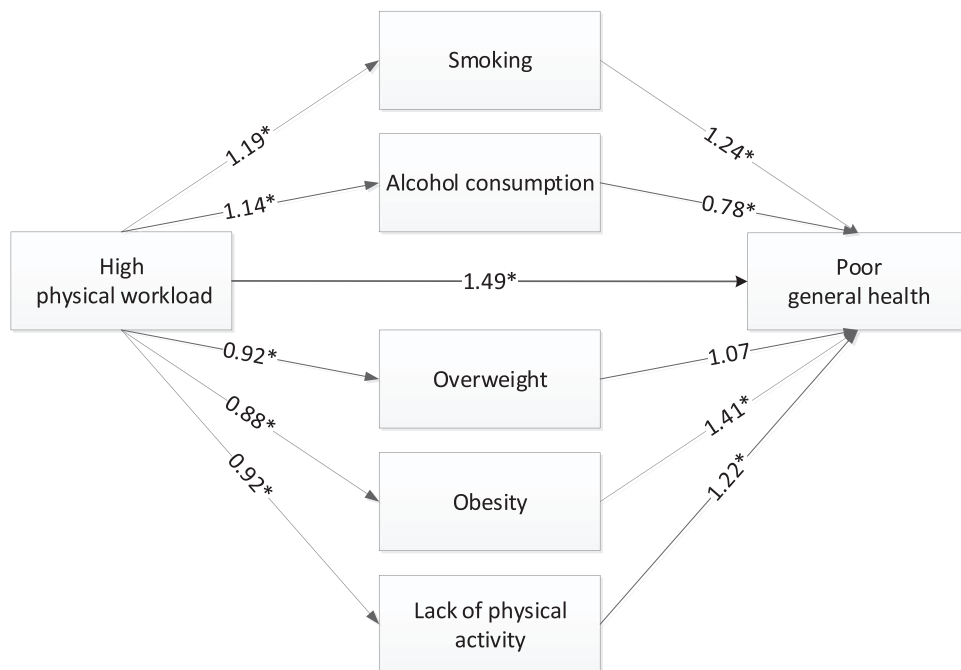 Smoking
1.19*
1.24*
Alcohol consumption
1.14*
0.78*
High
physical workload
1.49*
Poor
general health
0.92*
Overweight
1.07
0.88*
1.41*
0.92*
Obesity
1.22*
Lack of physical
activity